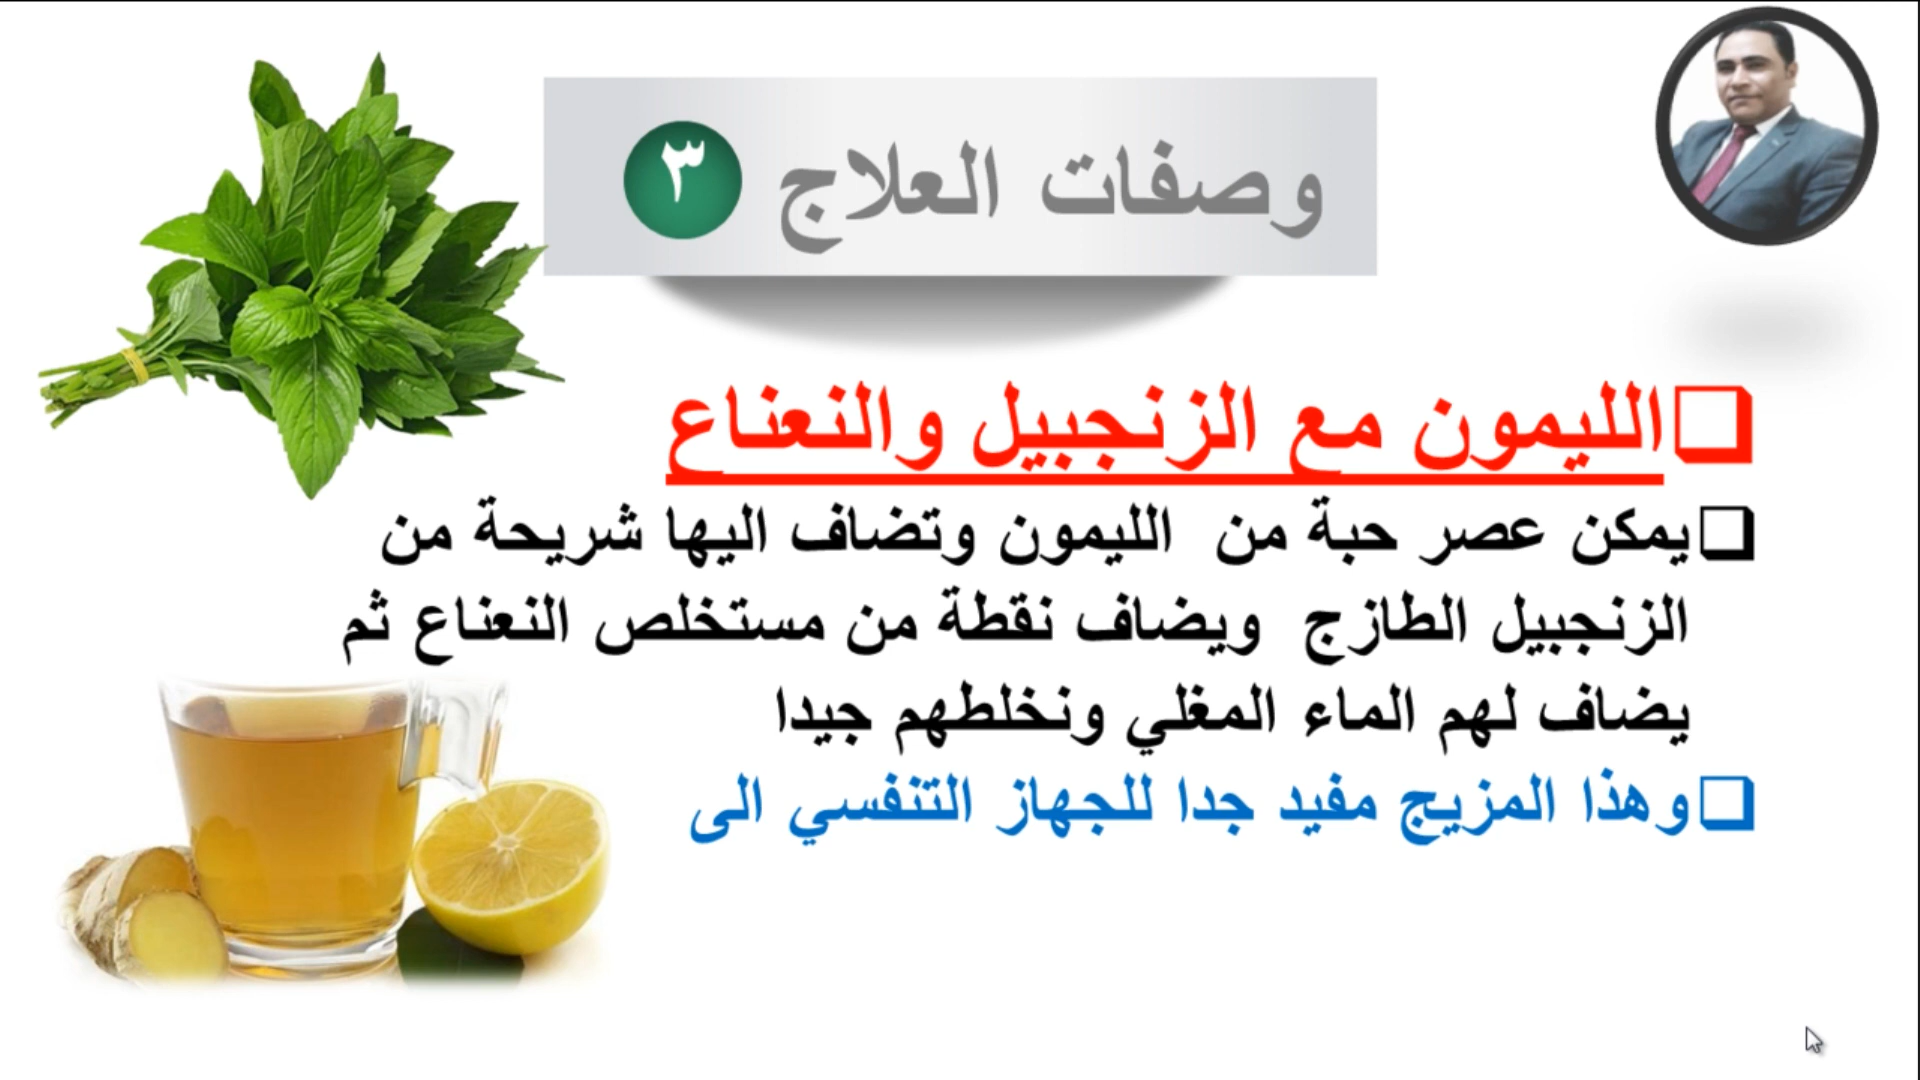 وصفات العلاج ٣
الليمون مع الزنجبيل والنعناع
يمكن عصر حبة من الليمون وتضاف اليها شريحة من
الزنجبيل الطازج ويضاف نقطة من مستخلص النعناع ثم
يضاف لهم الماء المغلي ونخلطهم جيدا
وهذا المزيج مفيد جدا للجهاز التنفسي الى